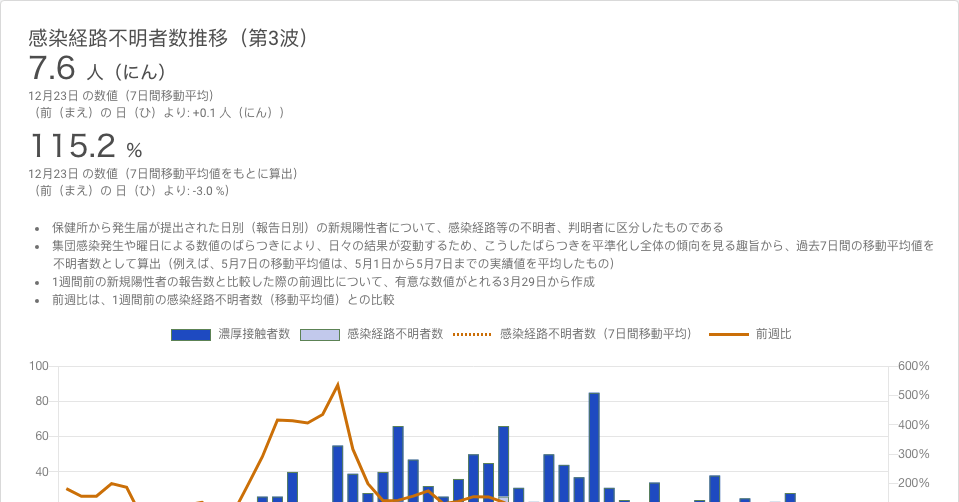 感染経路不明者数推移（第3波）
7.6 人（にん）
12月23日 の数値（7日間移動平均）
（前（まえ）の 日（ひ）より: +0.1 人（にん））
115.2 %
12月23日 の数値（7日間移動平均値をもとに算出）
（前（まえ）の 日（ひ）より: -3.0 %）
• 保健所から発生届が提出された日別（報告日別）の新規陽性者について、感染経路等の不明者、判明者に区分したものである
• 集団感染発生や曜日による数値のばらつきにより、日々の結果が変動するため、こうしたばらつきを平準化し全体の傾向を見る趣旨から、過去7日間の移動平均値を
不明者数として算出（例えば、5月7日の移動平均値は、5月1日から5月7日までの実績値を平均したもの）
• 1週間前の新規陽性者の報告数と比較した際の前週比について、有意な数値がとれる3月29日から作成
• 前週比は、1週間前の感染経路不明者数（移動平均値）との比較
濃厚接触者数 感染経路不明者数 感染経路不明者数（7日間移動平均） 前週比
100 600%
500%
80
400%
60
300%
40
200%